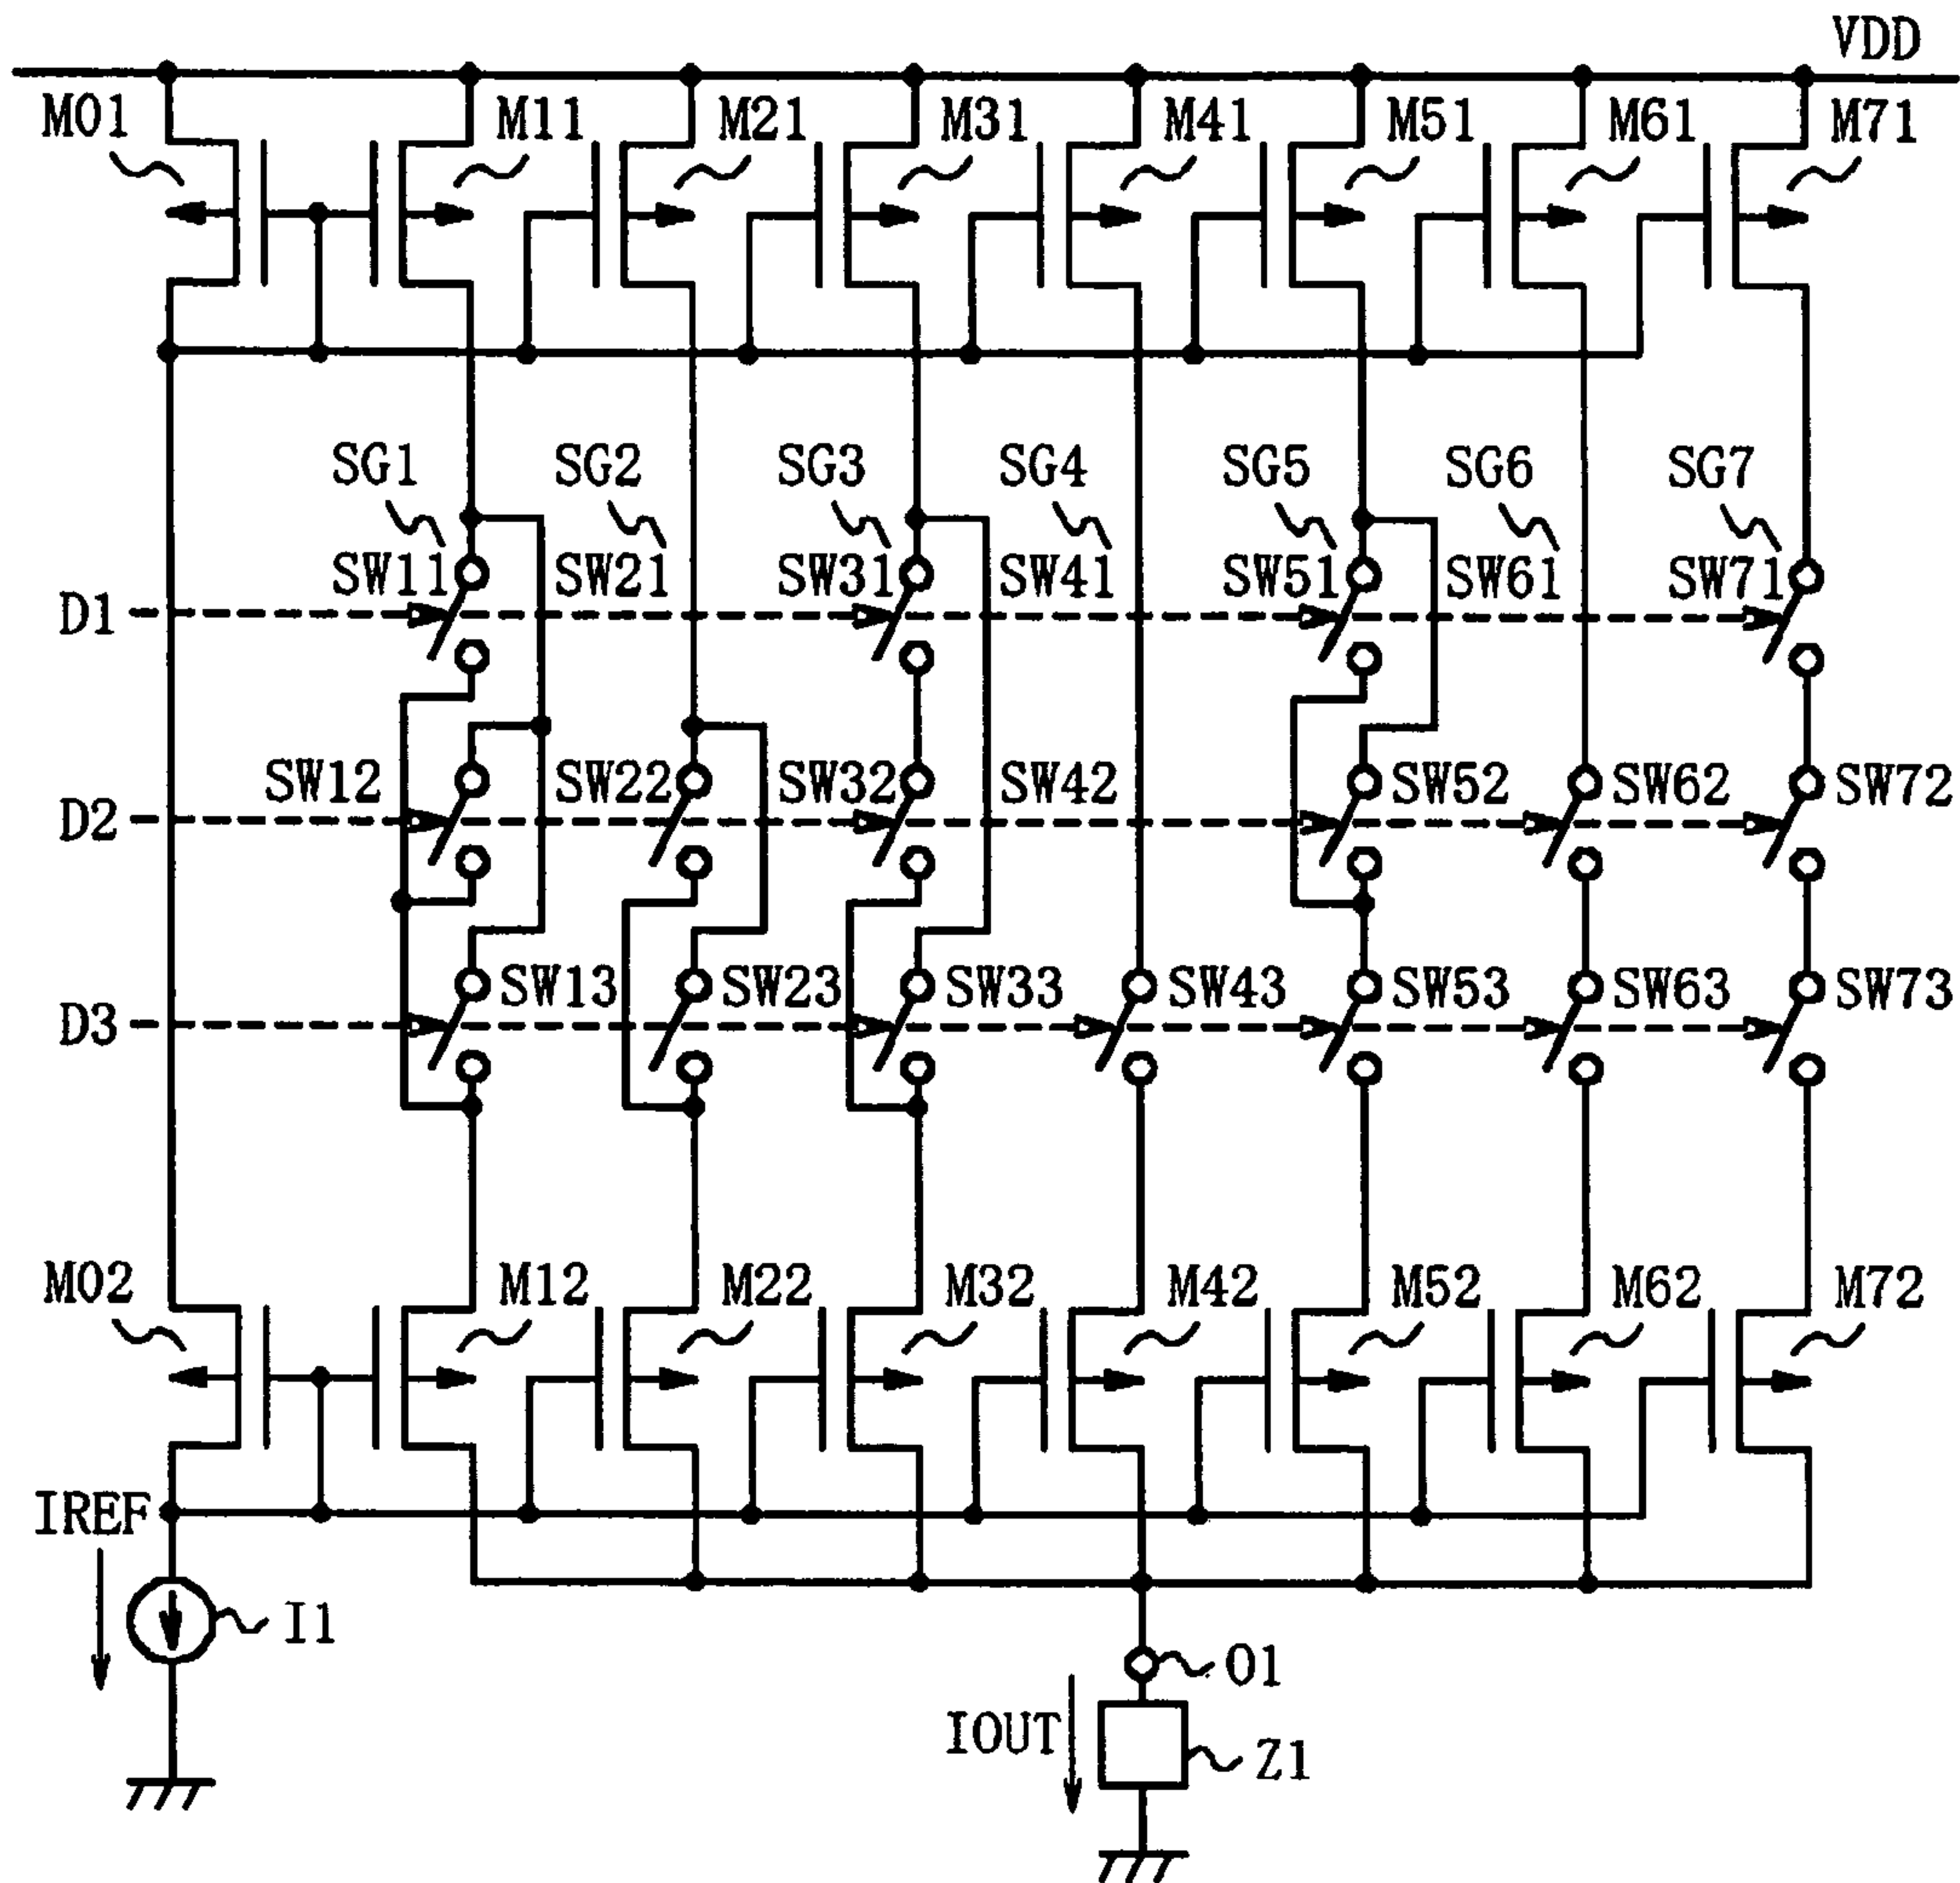 VDD
M01 M11 M21 M31 M41 M51 M61 M71
SG1 SG2 SG3 SG4 SG5 SG6 SG7
SW11 SW21 SW31 SW41 SW51 SW61 SW71
D1
SW12 SW22 SW32 SW42 SW52 SW62 SW72
D2
SW13 SW23 SW33 SW43 SW53 SW63 SW73
D3
M02 M12 M22 M32 M42 M52 M62 M72
IREF
I1
O1
IOUT
Z1